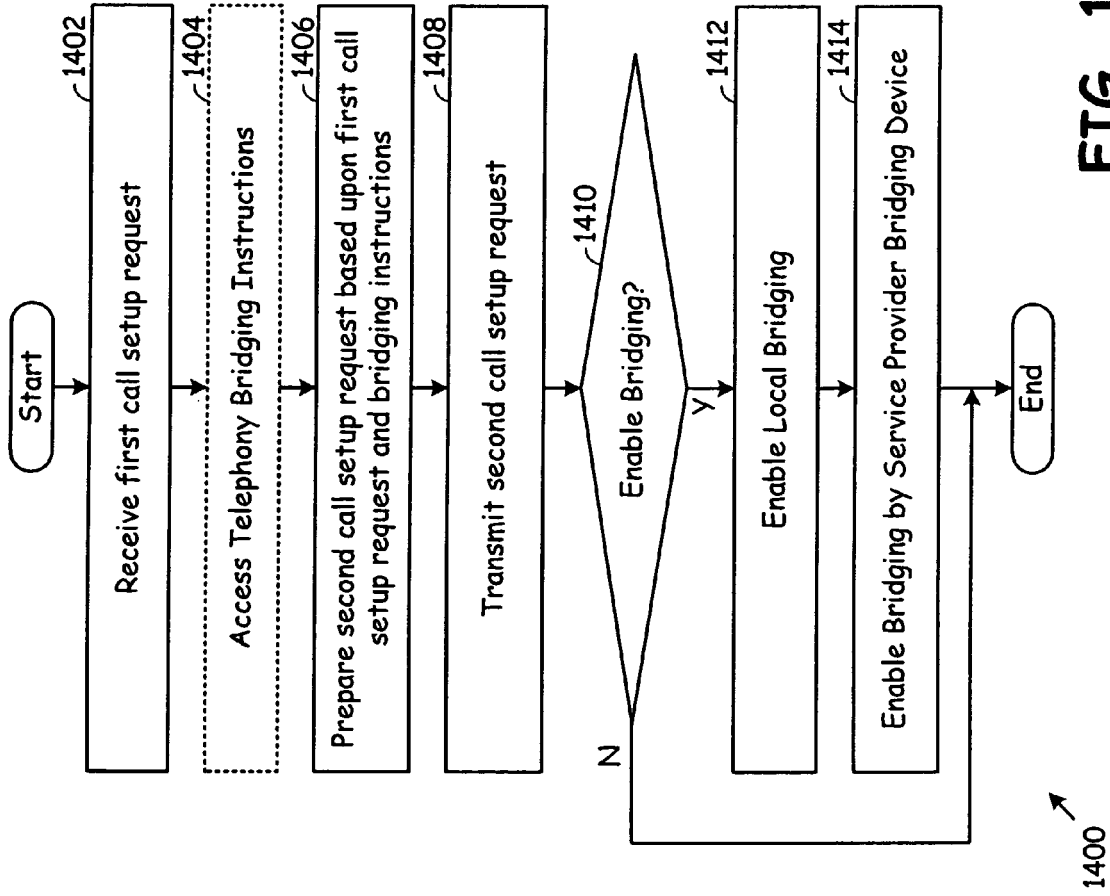 Start
1402
Receive first call setup request
1404
Access Telephony Bridging Instructions
1406
Prepare second call setup request based upon first call
setup request and bridging instructions
1408
Transmit second call setup request
1410
Enable Bridging?
N
Y
1412
Enable Local Bridging
1414
Enable Bridging by Service Provider Bridging Device
End
1400